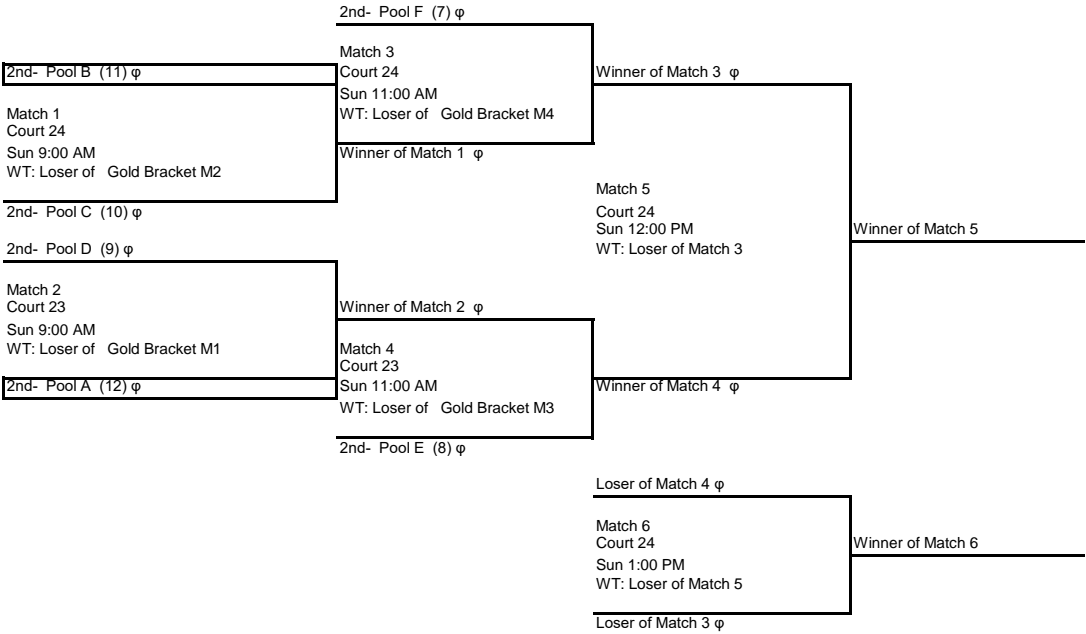 2nd-  Pool F  (7) φ
Match 3
Court 24
Sun 11:00 AM
WT: Loser of   Gold Bracket M4
Winner of Match 1  φ
2nd-  Pool B  (11) φ
Match 1
Court 24
Sun 9:00 AM
WT: Loser of   Gold Bracket M2
2nd-  Pool C  (10) φ
2nd-  Pool D  (9) φ
Match 2
Court 23
Sun 9:00 AM
WT: Loser of   Gold Bracket M1
2nd-  Pool A  (12) φ
Winner of Match 2  φ
Match 4
Court 23
Sun 11:00 AM
WT: Loser of   Gold Bracket M3
2nd-  Pool E  (8) φ
Winner of Match 3  φ
Match 5
Court 24
Sun 12:00 PM
WT: Loser of Match 3
Winner of Match 4  φ
Winner of Match 5
Loser of Match 4 φ
Match 6
Court 24
Sun 1:00 PM
WT: Loser of Match 5
Loser of Match 3 φ
Winner of Match 6